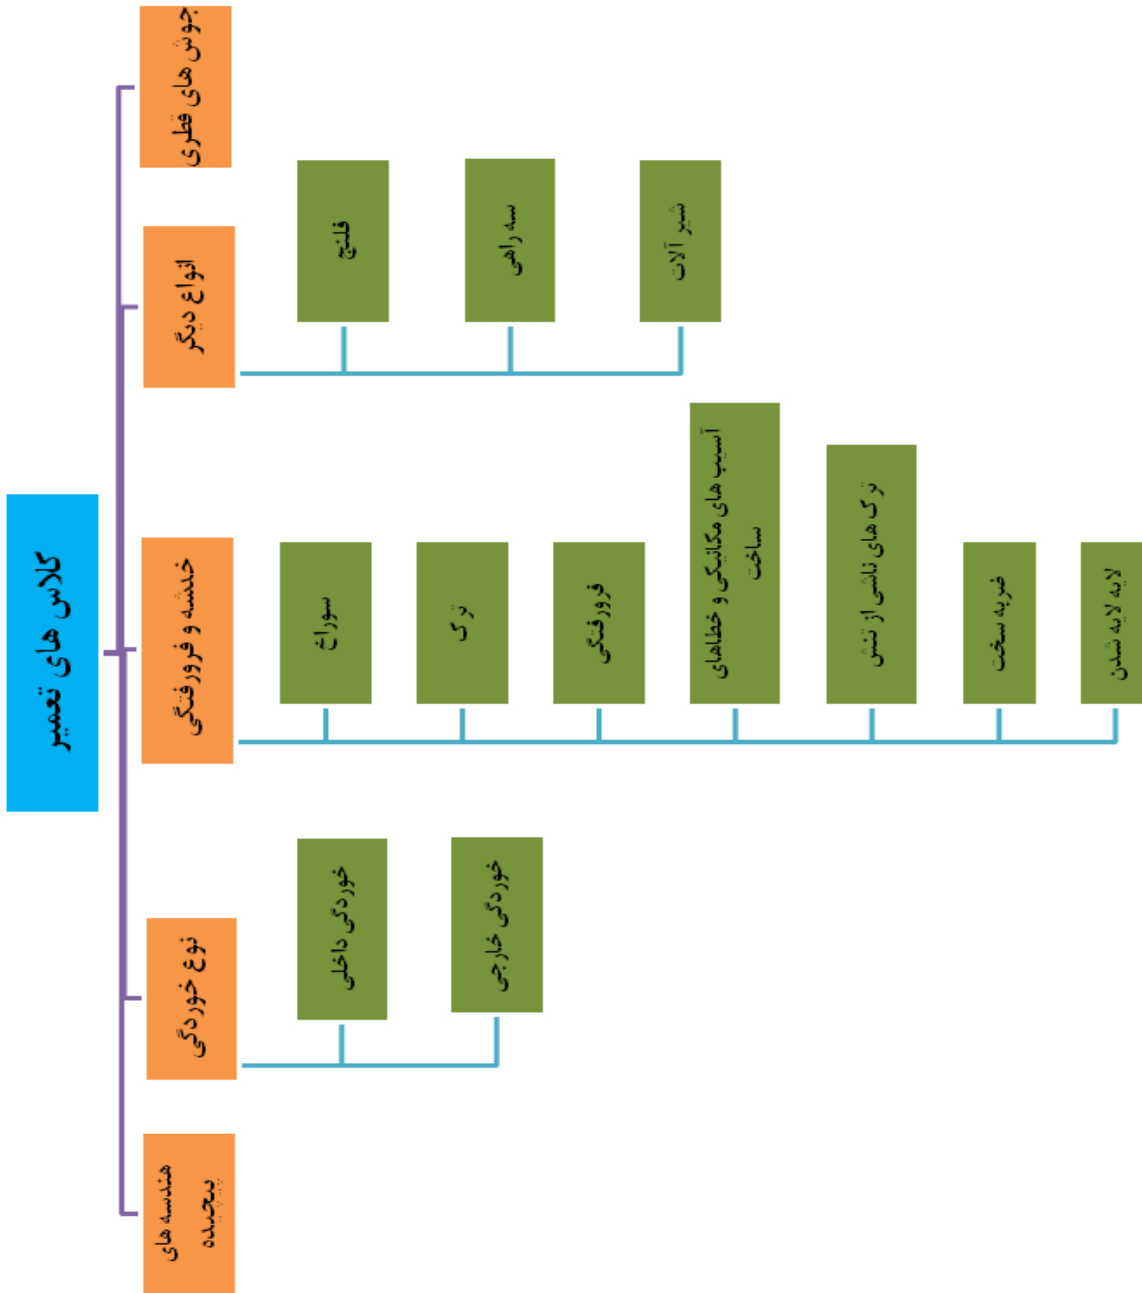 کلاس های تعمیر
جوش های قطری
انواع دیگر
فلنج
سه راهی
شیر آلات
خدشه و فرورفتگی
سوراخ
ترک
فرورفتگی
آسیب های مکانیکی و خطاهای
ساخت
ترک های ناشی از تنش
ضربه سخت
لایه لایه شدن
نوع خوردگی
خوردگی داخلی
خوردگی خارجی
هندسه های
پیچیده